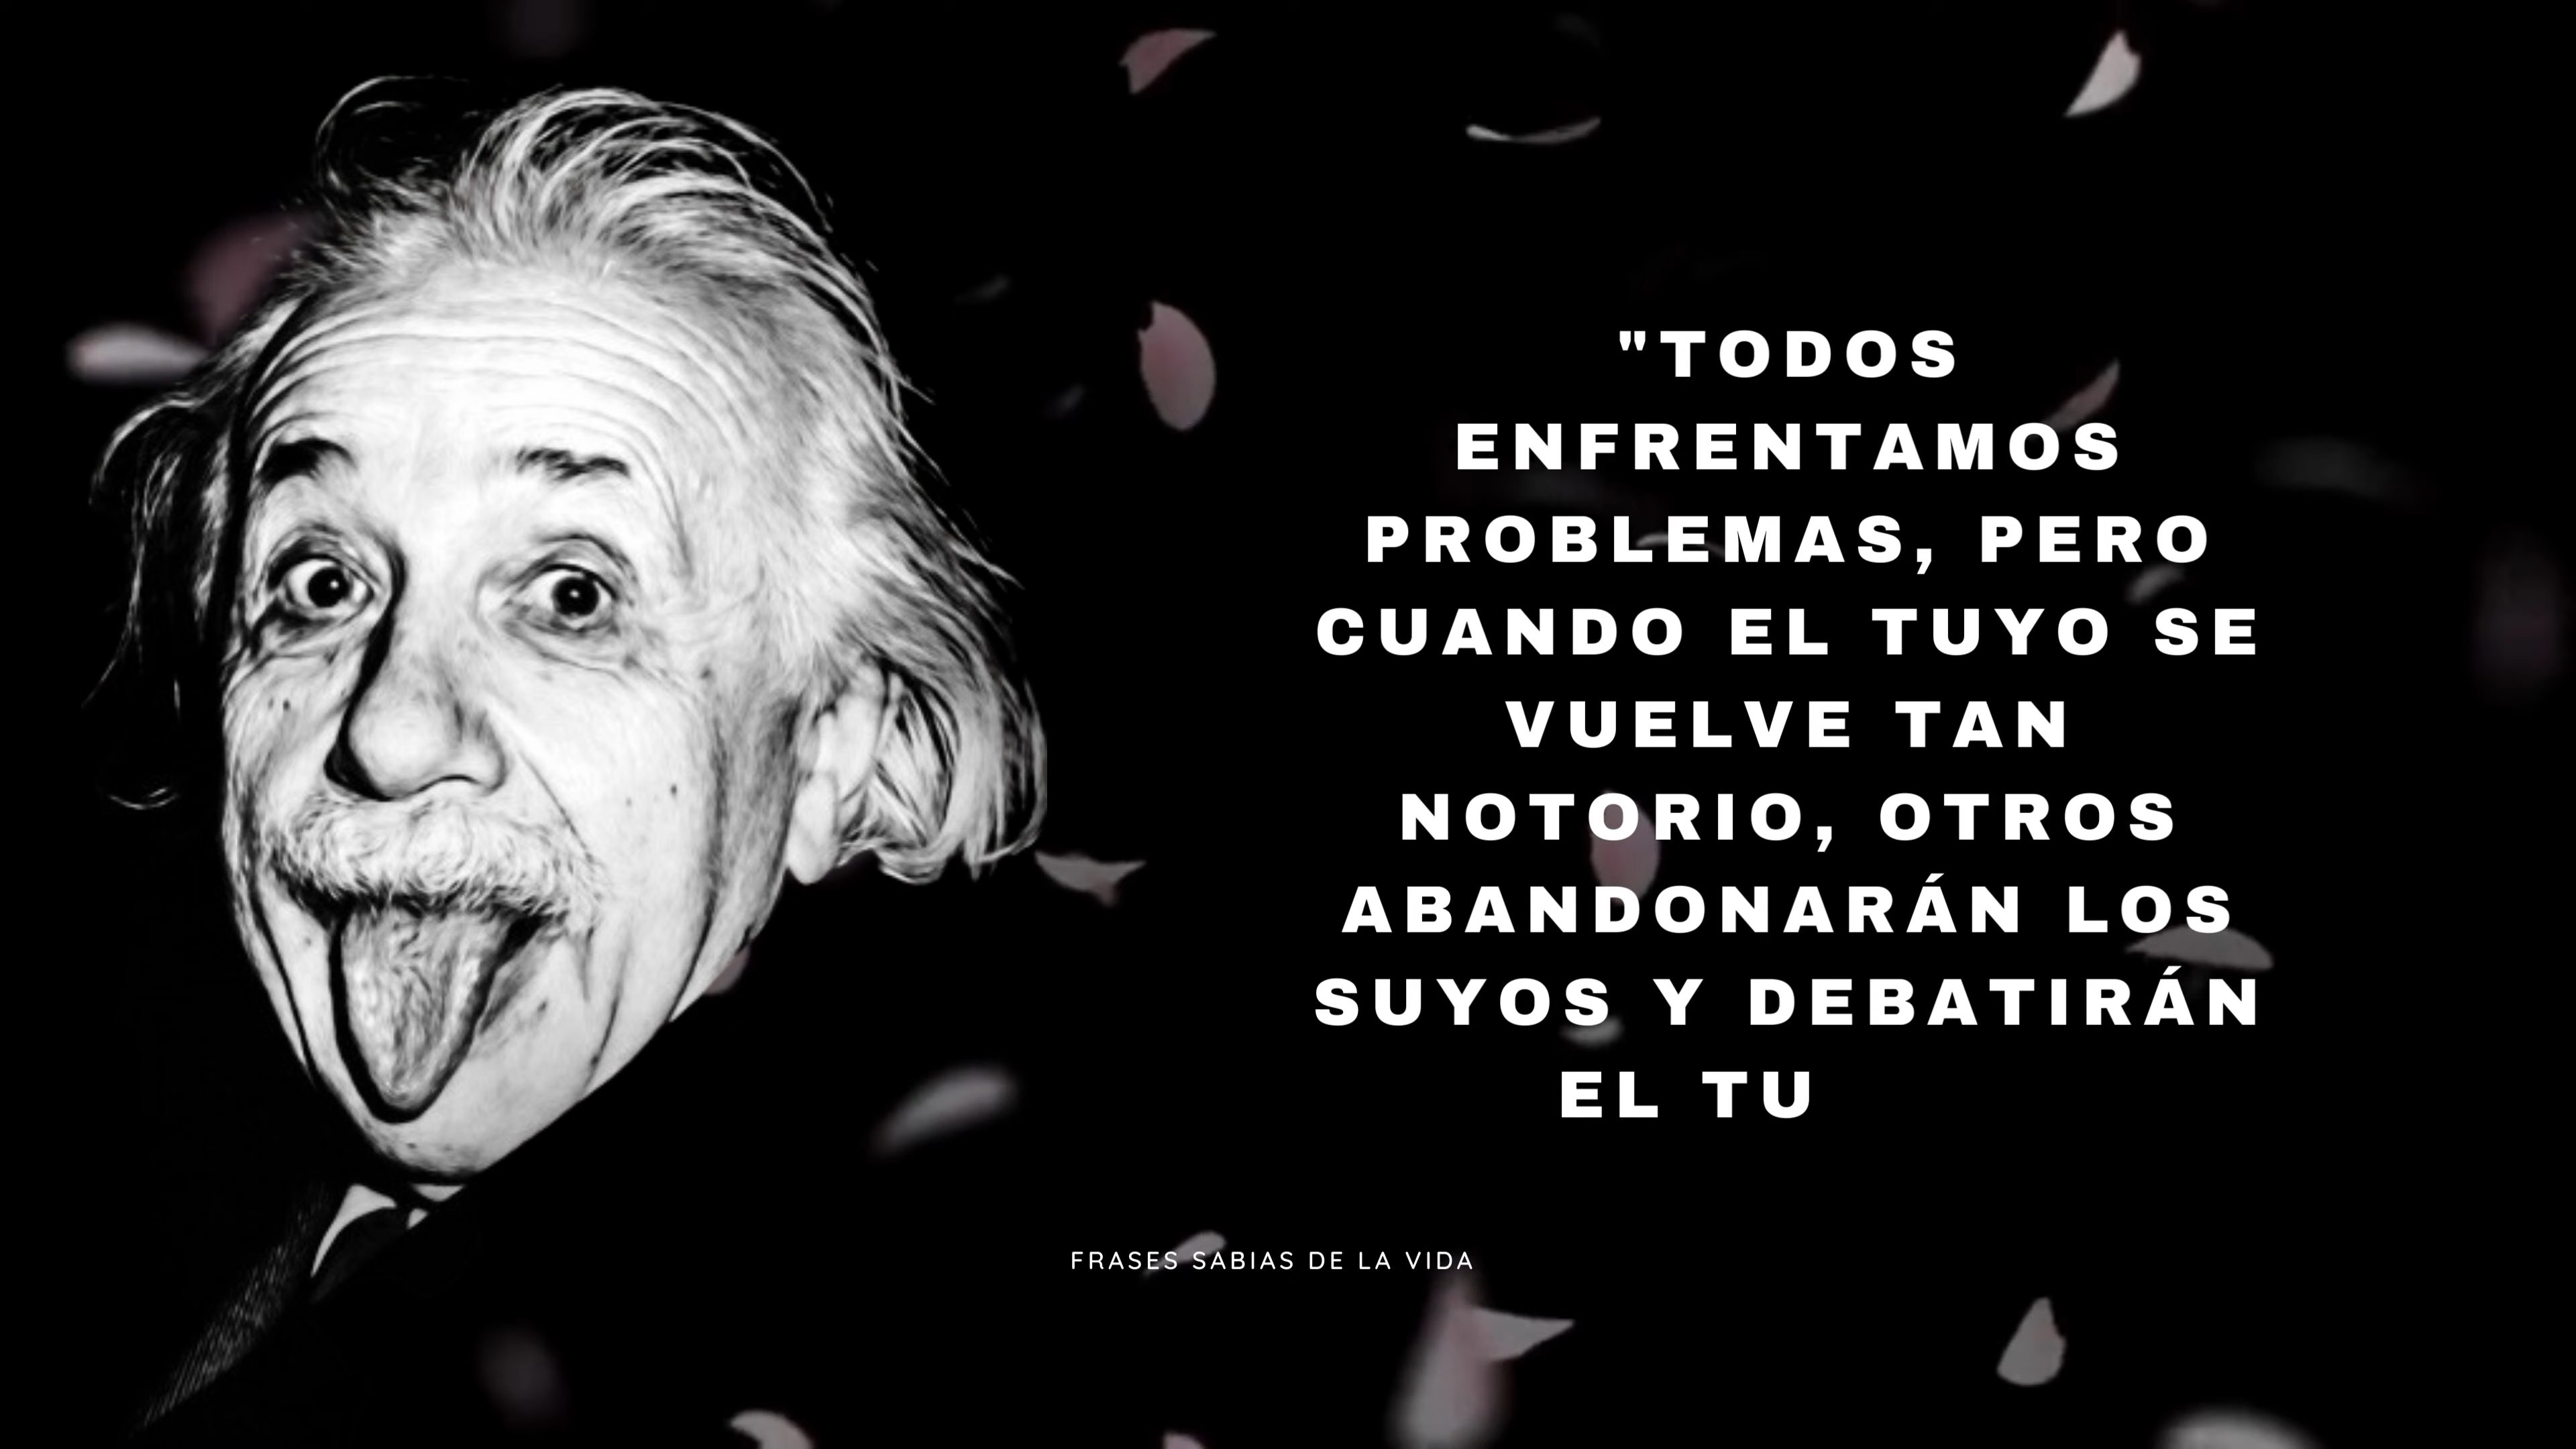 "TODOS
ENFRENTAMOS
PROBLEMAS, PERO
CUANDO EL TUYO SE
VUELVE TAN
NOTORIO, OTROS
ABANDONARÁN LOS
SUYOS Y DEBATIRÁN
EL TU
FRASES SABIAS DE LA VIDA